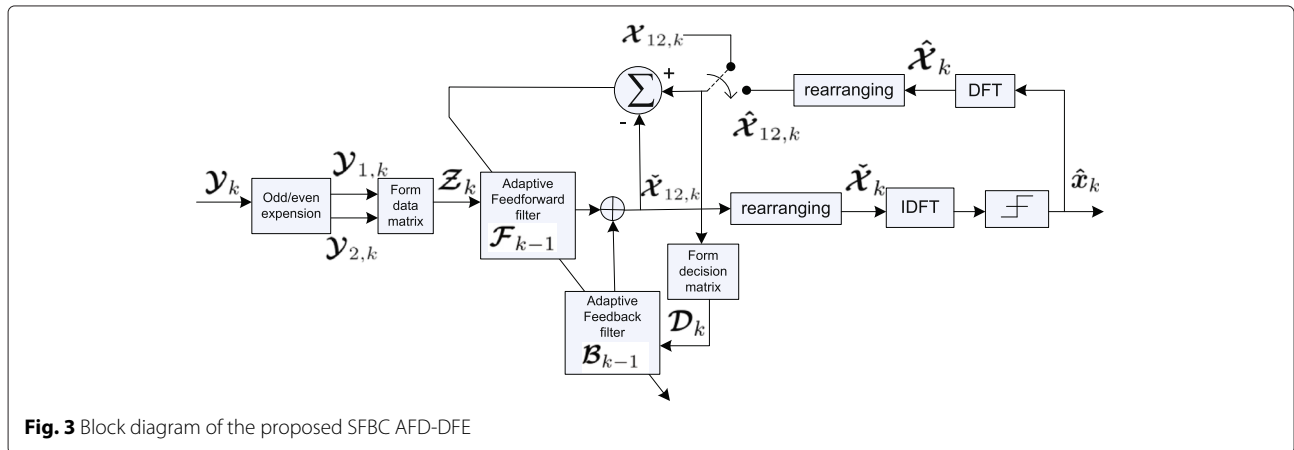 𝒳₁₂,ₖ
+
Σ
-
rearranging
𝒳̂ₖ
DFT
𝒳̂₁₂,ₖ
𝒴ₖ
Odd/even
expension
𝒴₁,ₖ
𝒴₂,ₖ
Form
data
matrix
𝒵ₖ
Adaptive
Feedforward
filter
𝓕ₖ₋₁
𝒳̌₁₂,ₖ
rearranging
𝒳̌ₖ
IDFT
x̂ₖ
Form
decision
matrix
𝒟ₖ
Adaptive
Feedback
filter
𝓑ₖ₋₁
Fig. 3 Block diagram of the proposed SFBC AFD-DFE